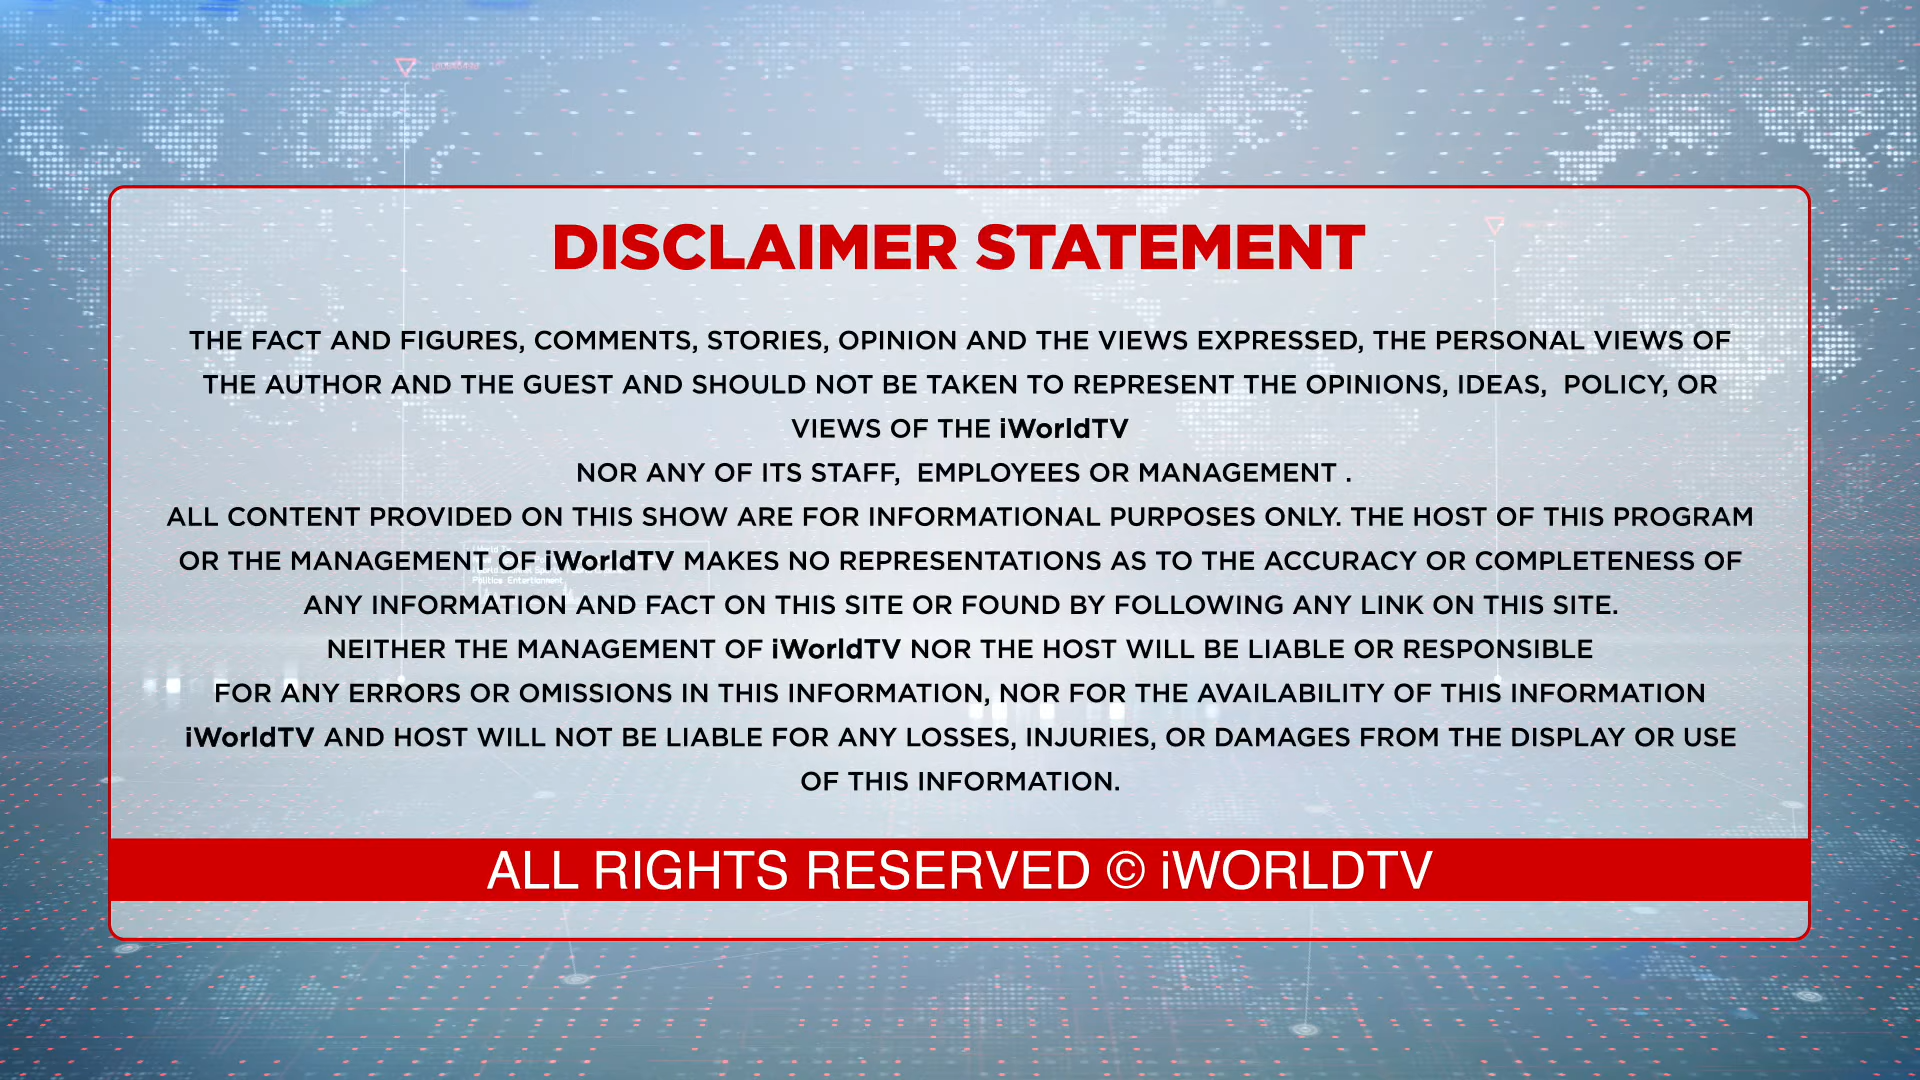 DISCLAIMER STATEMENT
THE FACT AND FIGURES, COMMENTS, STORIES, OPINION AND THE VIEWS EXPRESSED, THE PERSONAL VIEWS OF
THE AUTHOR AND THE GUEST AND SHOULD NOT BE TAKEN TO REPRESENT THE OPINIONS, IDEAS,  POLICY, OR
VIEWS OF THE iWorldTV
NOR ANY OF ITS STAFF,  EMPLOYEES OR MANAGEMENT .
ALL CONTENT PROVIDED ON THIS SHOW ARE FOR INFORMATIONAL PURPOSES ONLY. THE HOST OF THIS PROGRAM
OR THE MANAGEMENT OF iWorldTV MAKES NO REPRESENTATIONS AS TO THE ACCURACY OR COMPLETENESS OF
Politics Entertionment
ANY INFORMATION AND FACT ON THIS SITE OR FOUND BY FOLLOWING ANY LINK ON THIS SITE.
NEITHER THE MANAGEMENT OF iWorldTV NOR THE HOST WILL BE LIABLE OR RESPONSIBLE
FOR ANY ERRORS OR OMISSIONS IN THIS INFORMATION, NOR FOR THE AVAILABILITY OF THIS INFORMATION
iWorldTV AND HOST WILL NOT BE LIABLE FOR ANY LOSSES, INJURIES, OR DAMAGES FROM THE DISPLAY OR USE
OF THIS INFORMATION.
ALL RIGHTS RESERVED © iWORLDTV